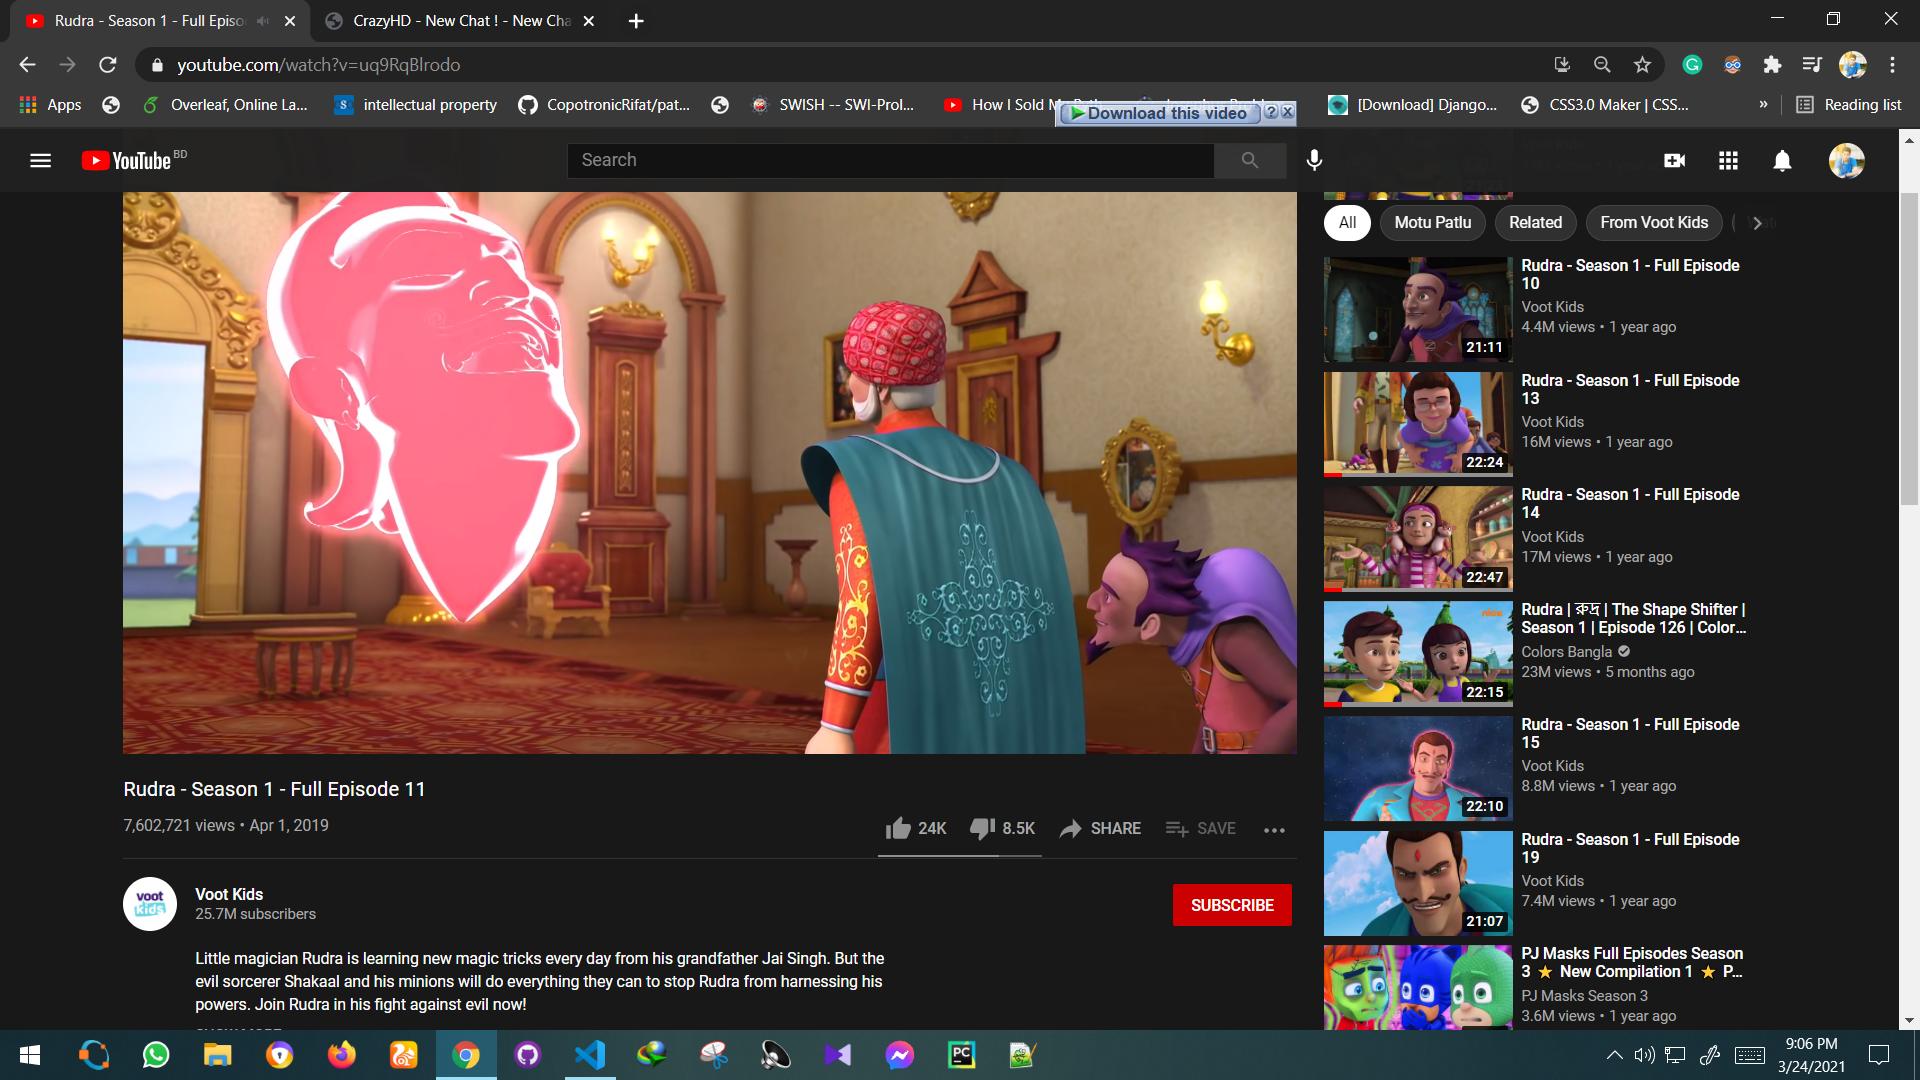 Rudra - Season 1 - Full Episo
CrazyHD - New Chat ! - New Cha
youtube.com/watch?v=uq9RqBlrodo
Apps
Overleaf, Online La...
intellectual property
CopotronicRifat/pat...
SWISH -- SWI-Prol...
How I Sold M
[Download] Django...
CSS3.0 Maker | CSS...
»
Reading list
Download this video
YouTube BD
Search
All
Motu Patlu
Related
From Voot Kids
Rudra - Season 1 - Full Episode
10
Voot Kids
4.4M views • 1 year ago
21:11
Rudra - Season 1 - Full Episode
13
Voot Kids
16M views • 1 year ago
22:24
Rudra - Season 1 - Full Episode
14
Voot Kids
17M views • 1 year ago
22:47
Rudra | রুদ্র | The Shape Shifter |
Season 1 | Episode 126 | Color...
Colors Bangla
23M views • 5 months ago
nick
22:15
Rudra - Season 1 - Full Episode
15
Voot Kids
8.8M views • 1 year ago
22:10
Rudra - Season 1 - Full Episode
19
Voot Kids
7.4M views • 1 year ago
21:07
PJ Masks Full Episodes Season
3 ⭐ New Compilation 1 ⭐ P...
PJ Masks Season 3
3.6M views • 1 year ago
Rudra - Season 1 - Full Episode 11
7,602,721 views • Apr 1, 2019
24K
8.5K
SHARE
SAVE
voot
kids
Voot Kids
25.7M subscribers
SUBSCRIBE
Little magician Rudra is learning new magic tricks every day from his grandfather Jai Singh. But the
evil sorcerer Shakaal and his minions will do everything they can to stop Rudra from harnessing his
powers. Join Rudra in his fight against evil now!
9:06 PM
3/24/2021